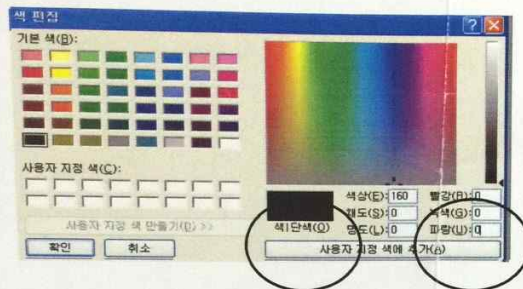 색 편집
기본 색(B):
사용자 지정 색(C):
사용자 지정 색 만들기(D) >>
확인 취소
색상(E): 160 빨강(R): 0
채도(S): 0 녹색(G): 0
색|단색(O) 명도(L): 0 파랑(U): 0
사용자 지정 색에 추가(A)